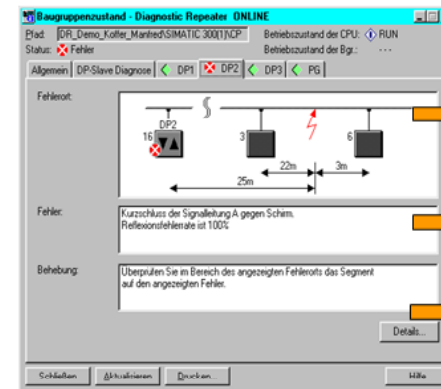 Baugruppenzustand - Diagnostic Repeater ONLINE
Pfad: DR_Demo_Koffer_Manfred\SIMATIC 300(1)\CP Betriebszustand der CPU: RUN
Status: Fehler Betriebszustand der Bgr.: ---
Allgemein DP-Slave Diagnose DP1 DP2 DP3 PG
Fehlerort:
DP2
16 3 6
22m 3m
25m
Fehler: Kurzschluss der Signalleitung A gegen Schirm.
Reflexionsfehlerrate ist 100%
Behebung: Überprüfen Sie im Bereich des angezeigten Fehlerorts das Segment
auf den angezeigten Fehler.
Details...
Schließen Aktualisieren Drucken... Hilfe